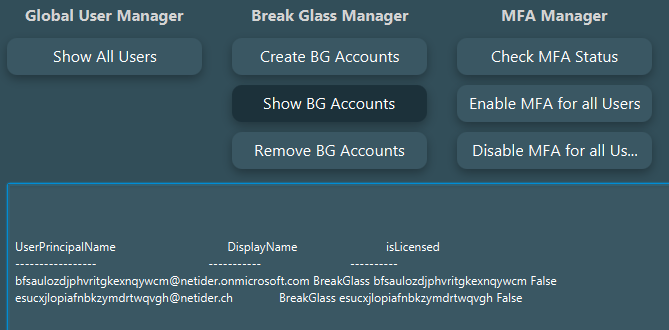 Global User Manager Break Glass Manager MFA Manager
Show All Users Create BG Accounts Check MFA Status
Show BG Accounts Enable MFA for all Users
Remove BG Accounts Disable MFA for all Us...
UserPrincipalName DisplayName isLicensed
----------------- ----------- ----------
bfsaulozdjphvritgkexnqywcm@netider.onmicrosoft.com BreakGlass bfsaulozdjphvritgkexnqywcm False
esucxjlopiafnbkzymdrtwqvgh@netider.ch BreakGlass esucxjlopiafnbkzymdrtwqvgh False